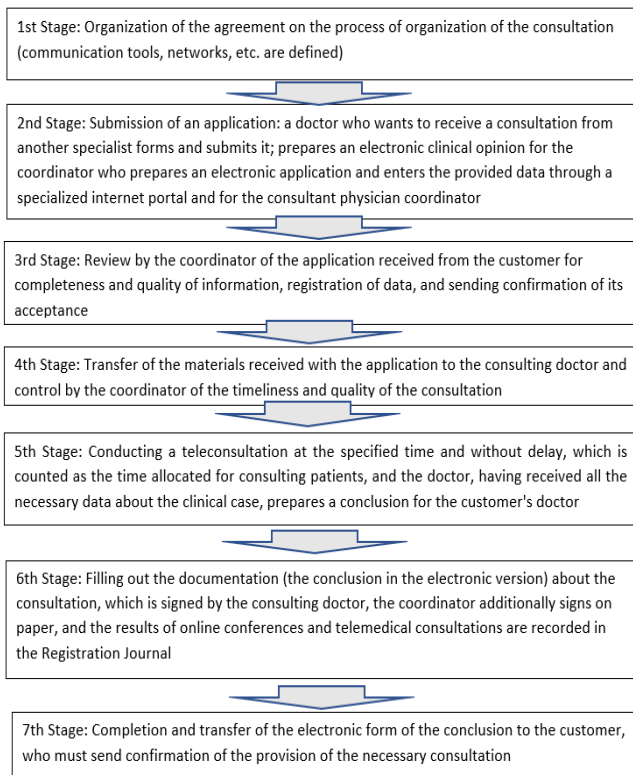 1st Stage: Organization of the agreement on the process of organization of the consultation
(communication tools, networks, etc. are defined)
2nd Stage: Submission of an application: a doctor who wants to receive a consultation from
another specialist forms and submits it; prepares an electronic clinical opinion for the
coordinator who prepares an electronic application and enters the provided data through a
specialized internet portal and for the consultant physician coordinator
3rd Stage: Review by the coordinator of the application received from the customer for
completeness and quality of information, registration of data, and sending confirmation of its
acceptance
4th Stage: Transfer of the materials received with the application to the consulting doctor and
control by the coordinator of the timeliness and quality of the consultation
5th Stage: Conducting a teleconsultation at the specified time and without delay, which is
counted as the time allocated for consulting patients, and the doctor, having received all the
necessary data about the clinical case, prepares a conclusion for the customer's doctor
6th Stage: Filling out the documentation (the conclusion in the electronic version) about the
consultation, which is signed by the consulting doctor, the coordinator additionally signs on
paper, and the results of online conferences and telemedical consultations are recorded in
the Registration Journal
7th Stage: Completion and transfer of the electronic form of the conclusion to the customer,
who must send confirmation of the provision of the necessary consultation